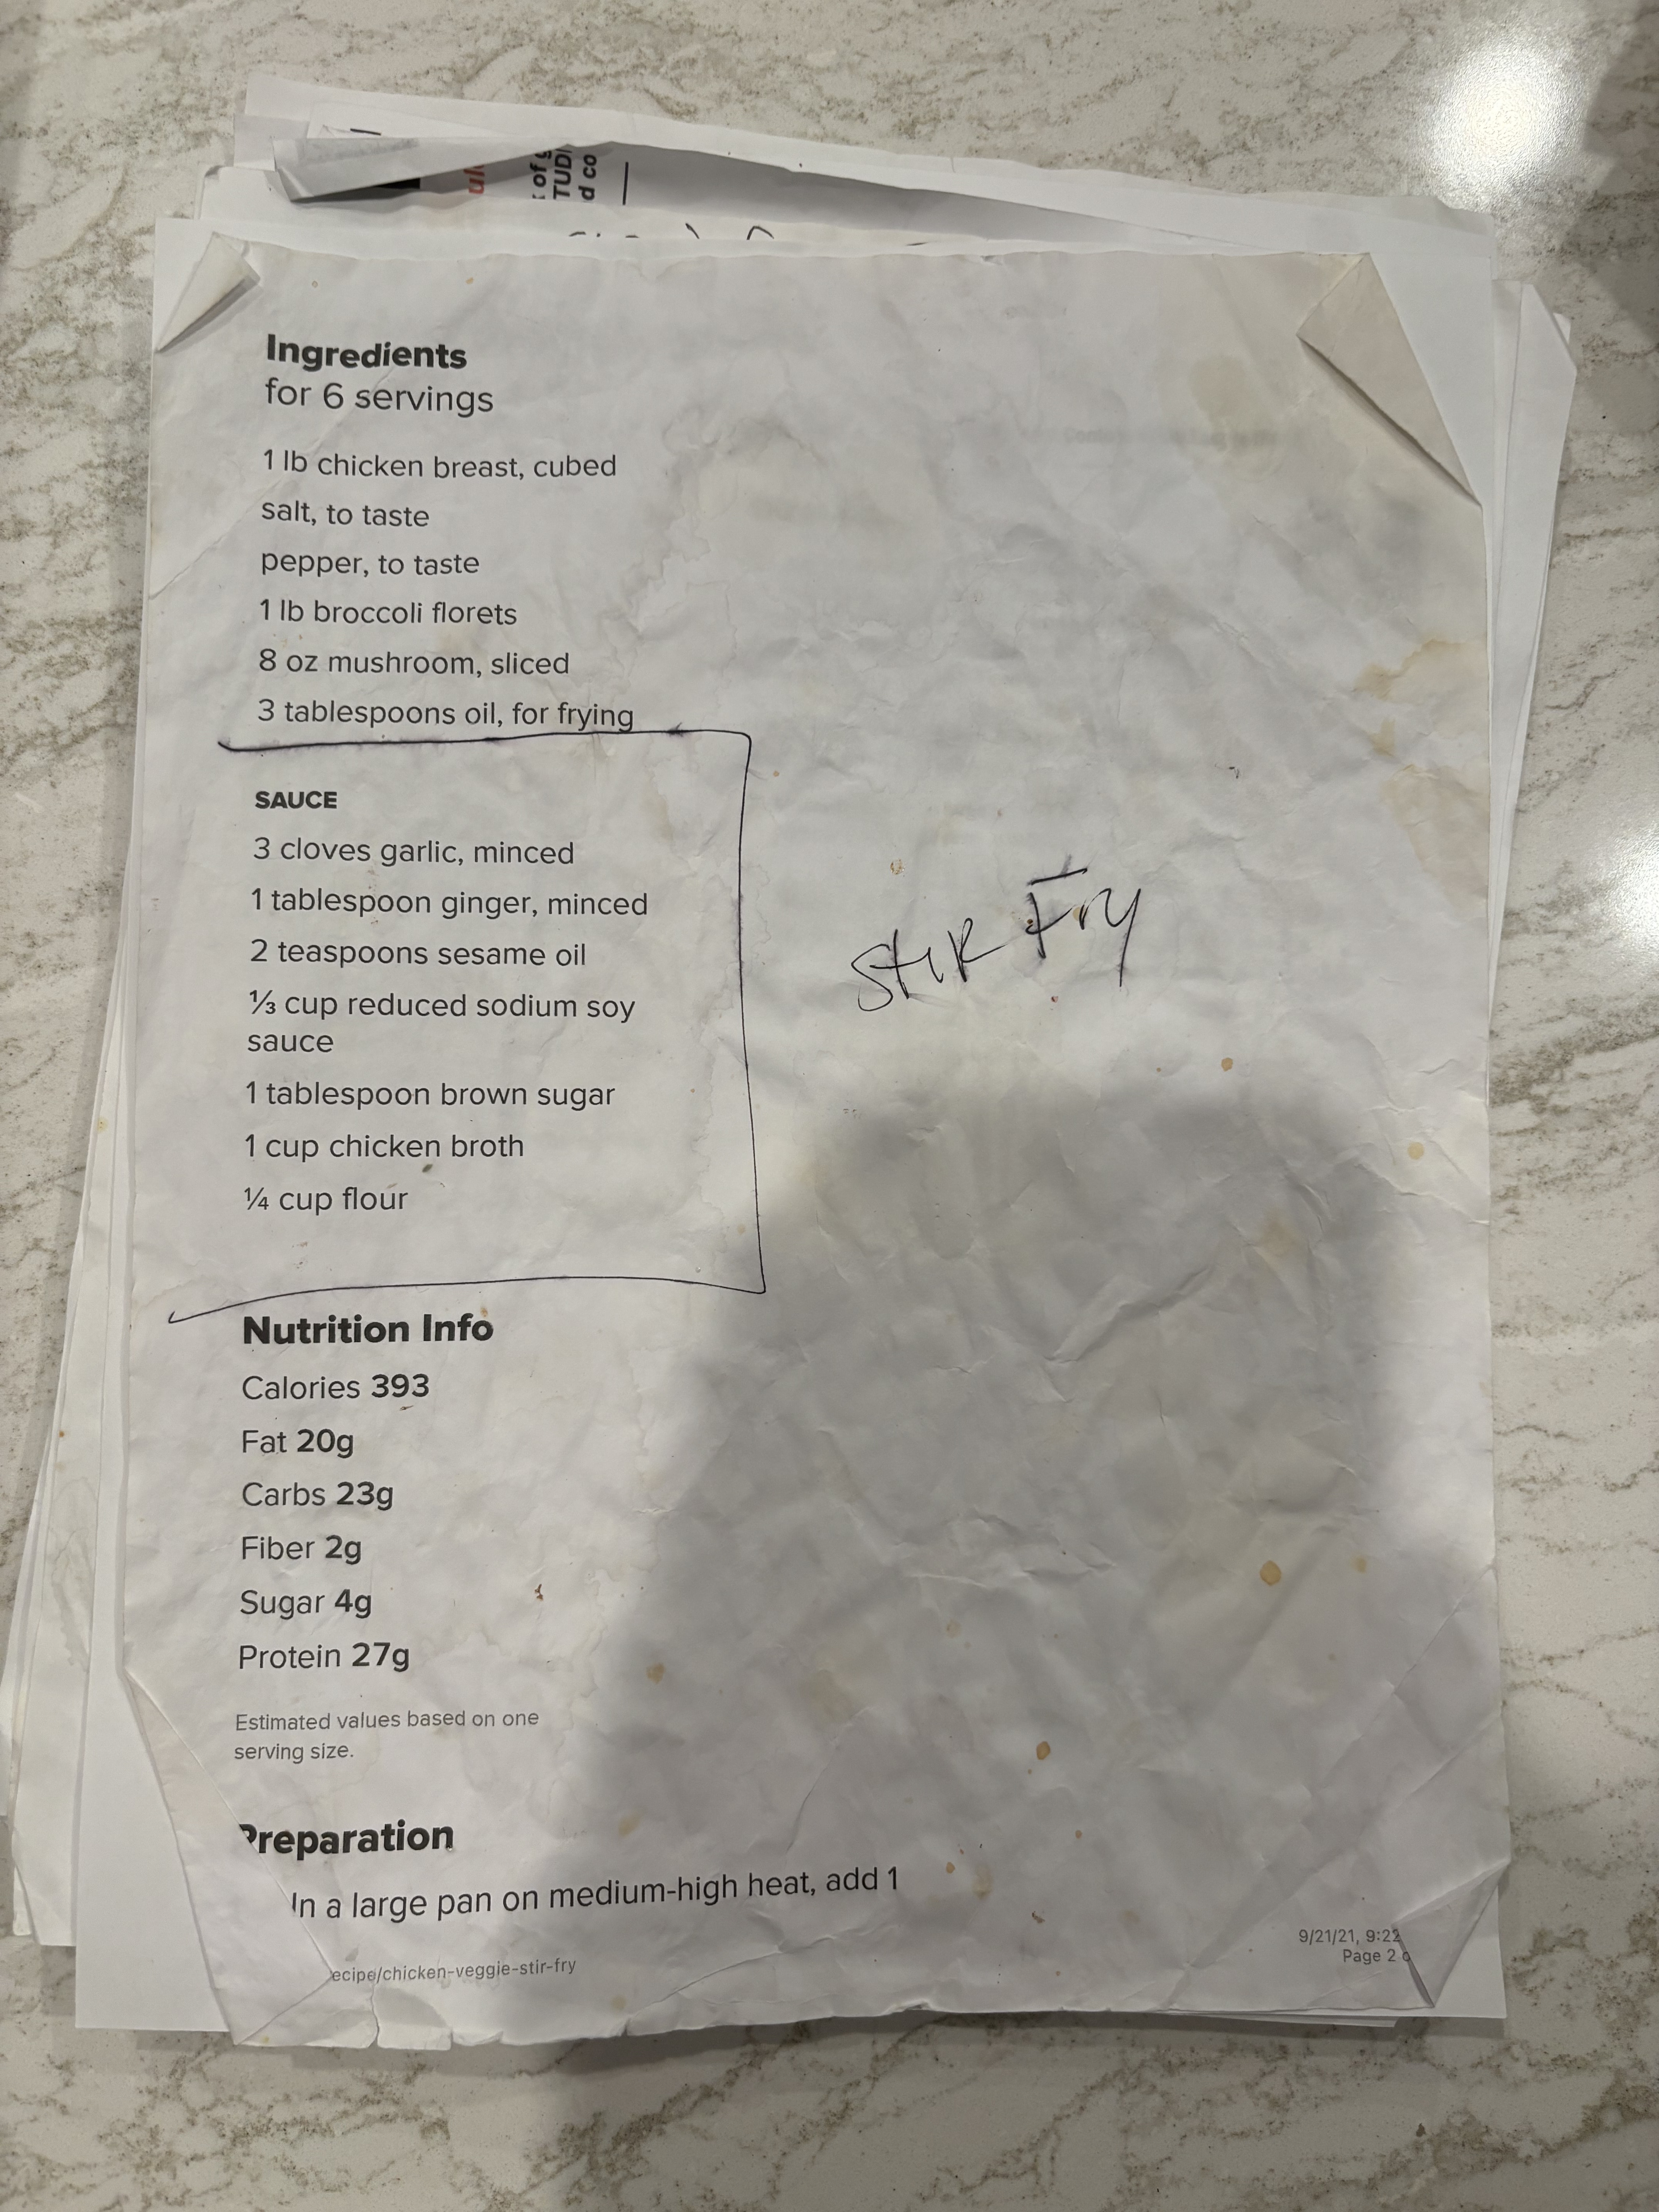 of
TUDI
d co
Ingredients
for 6 servings
1 lb chicken breast, cubed
salt, to taste
pepper, to taste
1 lb broccoli florets
8 oz mushroom, sliced
3 tablespoons oil, for frying
SAUCE
3 cloves garlic, minced
1 tablespoon ginger, minced
2 teaspoons sesame oil
⅓ cup reduced sodium soy
sauce
1 tablespoon brown sugar
1 cup chicken broth
¼ cup flour
Stir Fry
Nutrition Info
Calories 393
Fat 20g
Carbs 23g
Fiber 2g
Sugar 4g
Protein 27g
Estimated values based on one
serving size.
Preparation
In a large pan on medium-high heat, add 1
ecipe/chicken-veggie-stir-fry
9/21/21, 9:22
Page 2 o